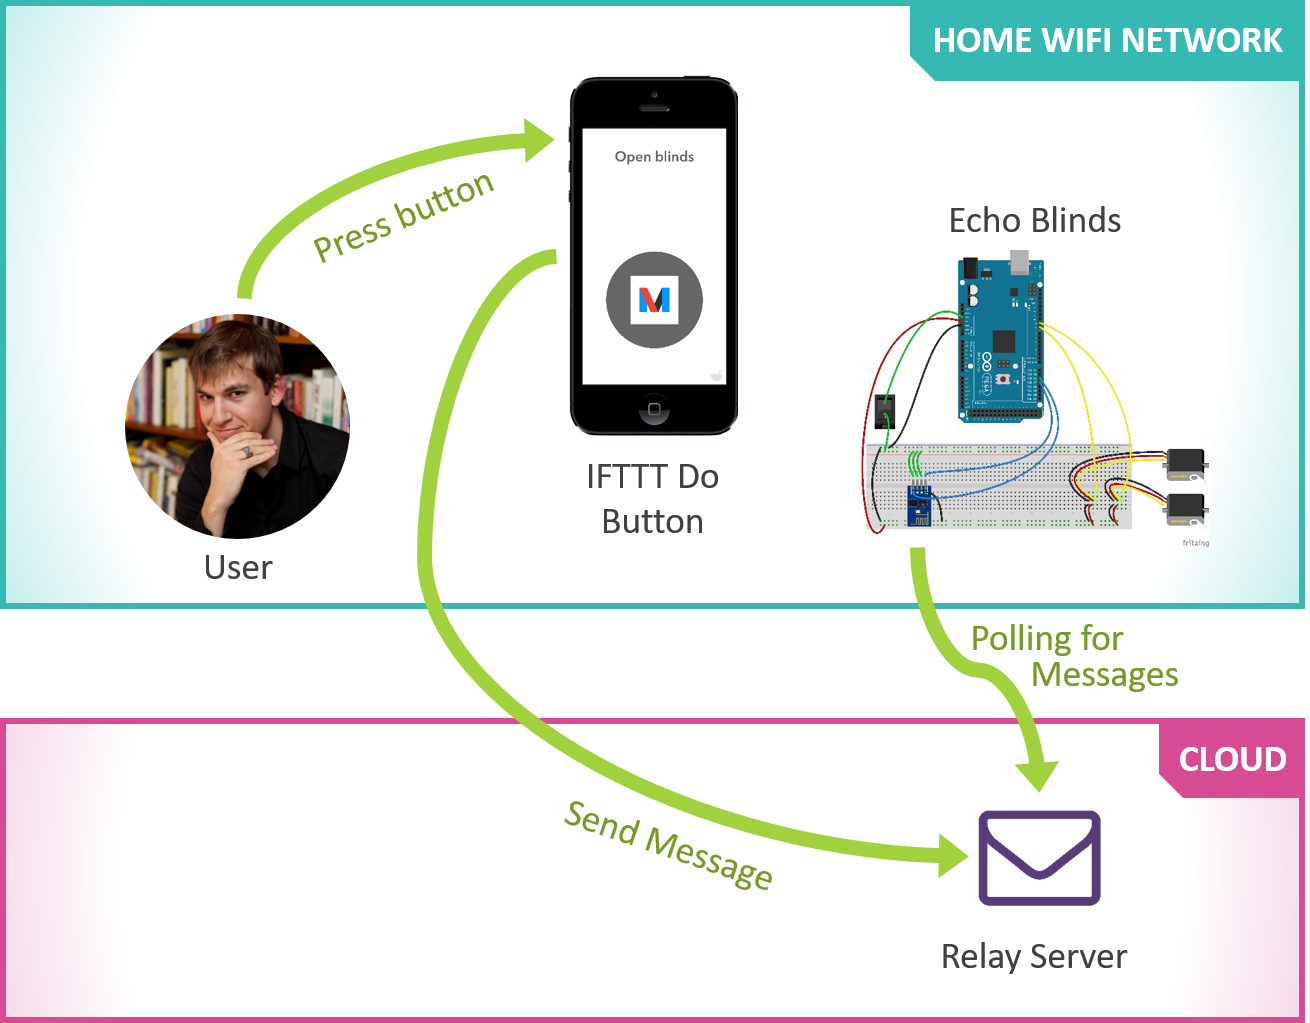 HOME WIFI NETWORK
Open blinds
Press button
Echo Blinds
IFTTT Do
Button
User
fritzing
Polling for
Messages
CLOUD
Send Message
Relay Server